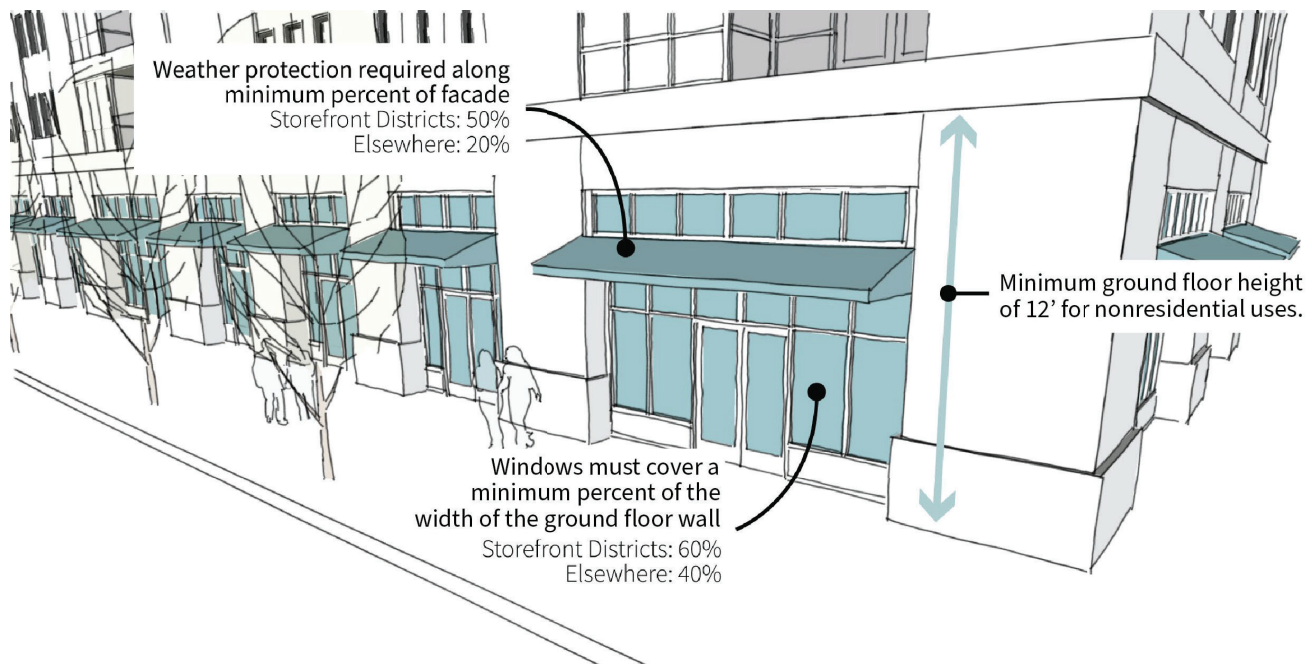 Weather protection required along
minimum percent of facade
Storefront Districts: 50%
Elsewhere: 20%
Minimum ground floor height
of 12’ for nonresidential uses.
Windows must cover a
minimum percent of the
width of the ground floor wall
Storefront Districts: 60%
Elsewhere: 40%